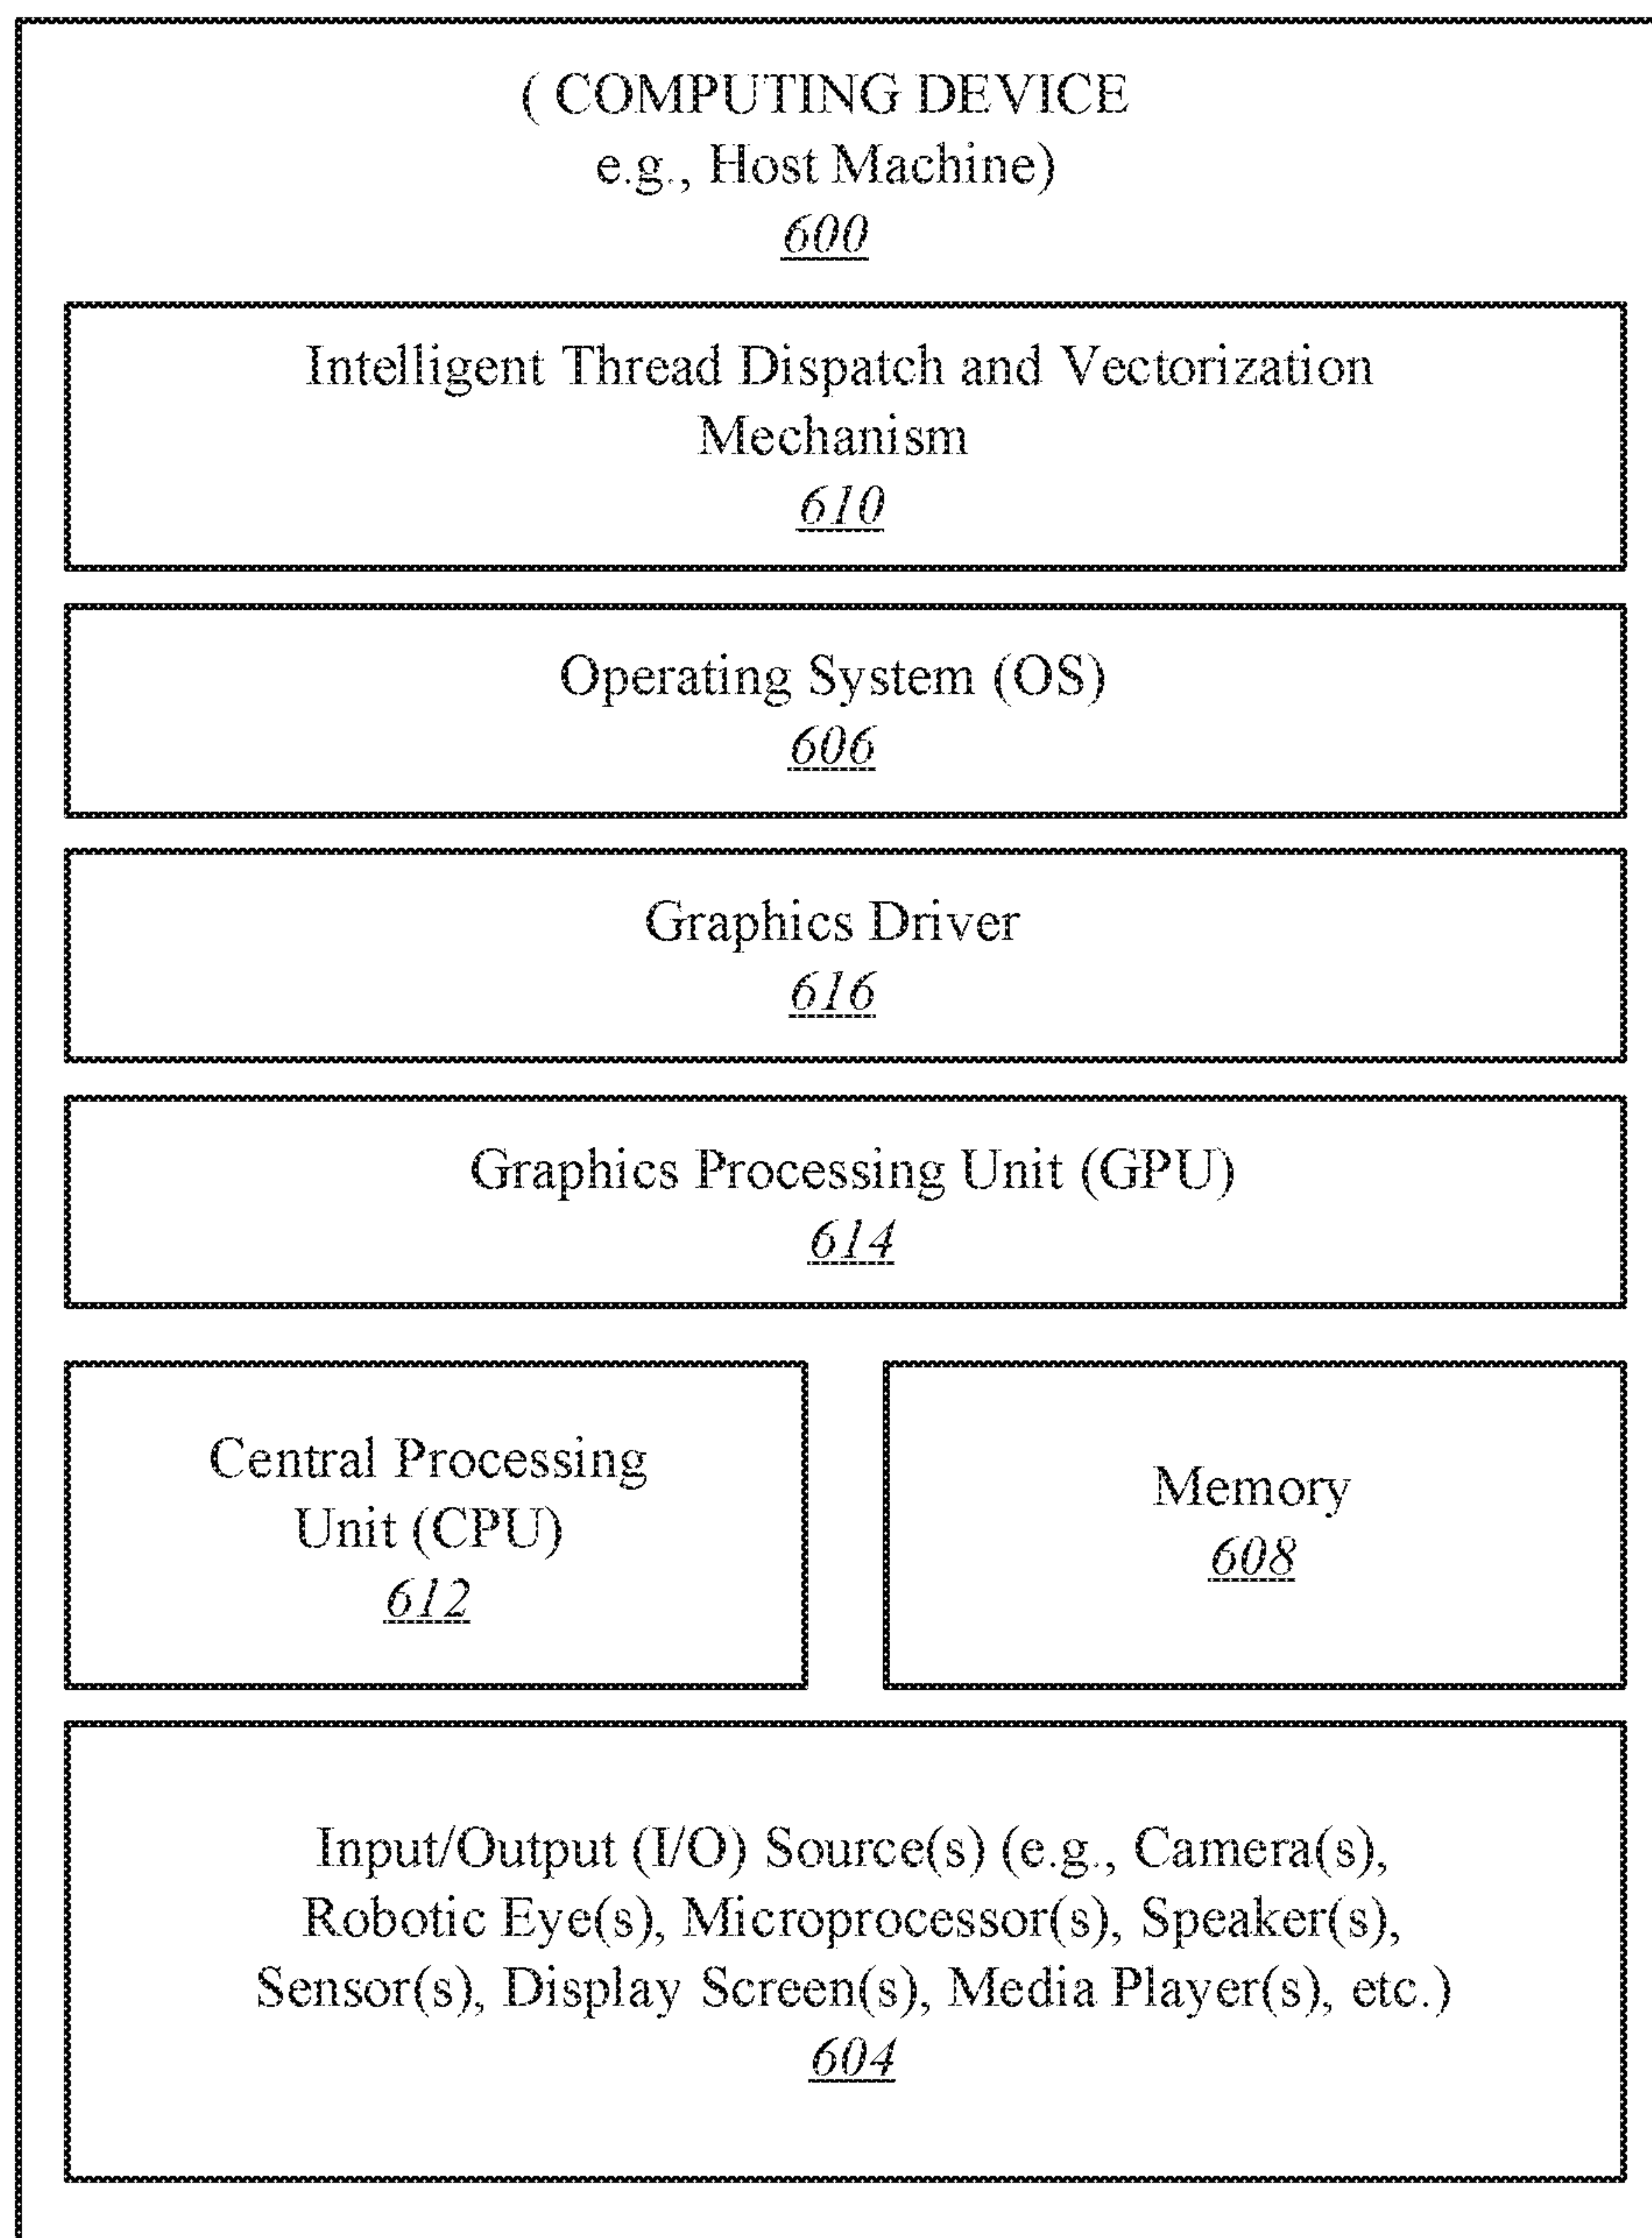 ( COMPUTING DEVICE
e.g., Host Machine)
600
Intelligent Thread Dispatch and Vectorization
Mechanism
610
Operating System (OS)
606
Graphics Driver
616
Graphics Processing Unit (GPU)
614
Central Processing
Unit (CPU)
612
Memory
608
Input/Output (I/O) Source(s) (e.g., Camera(s),
Robotic Eye(s), Microprocessor(s), Speaker(s),
Sensor(s), Display Screen(s), Media Player(s), etc.)
604